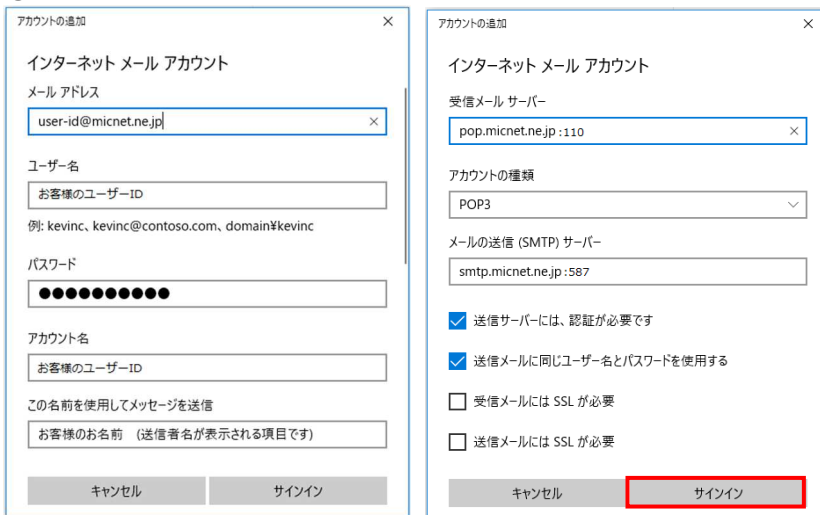 アカウントの追加
インターネット メール アカウント
メール アドレス
user-id@micnet.ne.jp
ユーザー名
お客様のユーザーID
例: kevinc、kevinc@contoso.com、domain¥kevinc
パスワード
●●●●●●●●●●
アカウント名
お客様のユーザーID
この名前を使用してメッセージを送信
お客様のお名前　(送信者名が表示される項目です)
キャンセル
サインイン
アカウントの追加
インターネット メール アカウント
受信メール サーバー
pop.micnet.ne.jp :110
アカウントの種類
POP3
メールの送信 (SMTP) サーバー
smtp.micnet.ne.jp :587
送信サーバーには、認証が必要です
送信メールに同じユーザー名とパスワードを使用する
受信メールには SSL が必要
送信メールには SSL が必要
キャンセル
サインイン